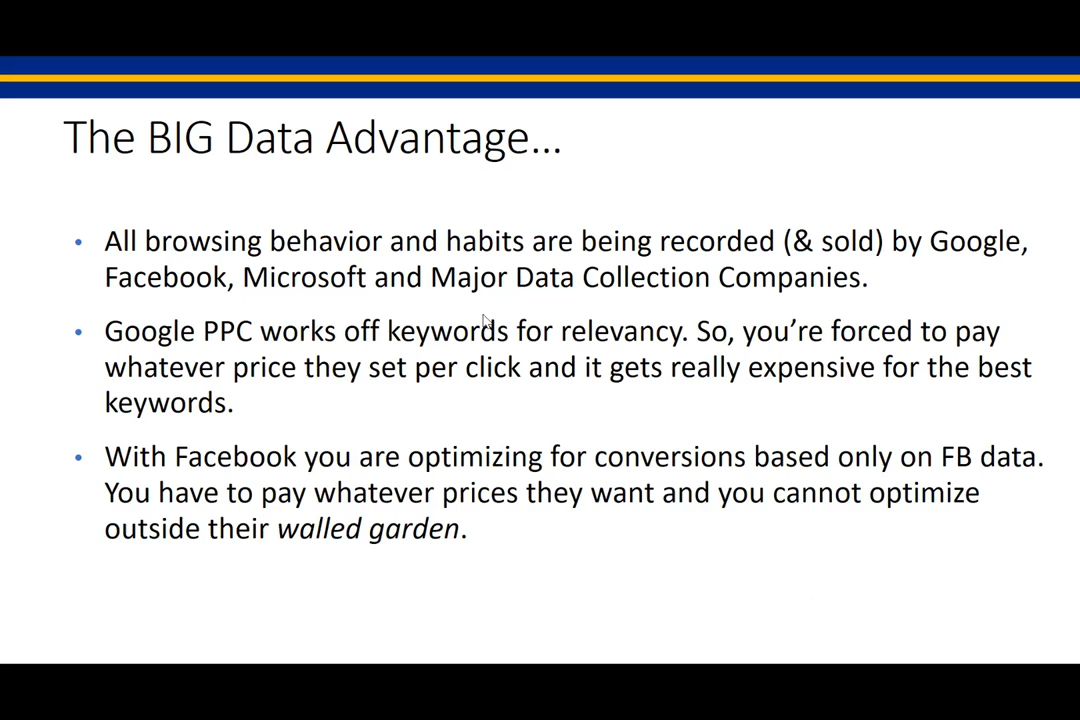 The BIG Data Advantage...
• All browsing behavior and habits are being recorded (& sold) by Google,
Facebook, Microsoft and Major Data Collection Companies.
• Google PPC works off keywords for relevancy. So, you’re forced to pay
whatever price they set per click and it gets really expensive for the best
keywords.
• With Facebook you are optimizing for conversions based only on FB data.
You have to pay whatever prices they want and you cannot optimize
outside their walled garden.